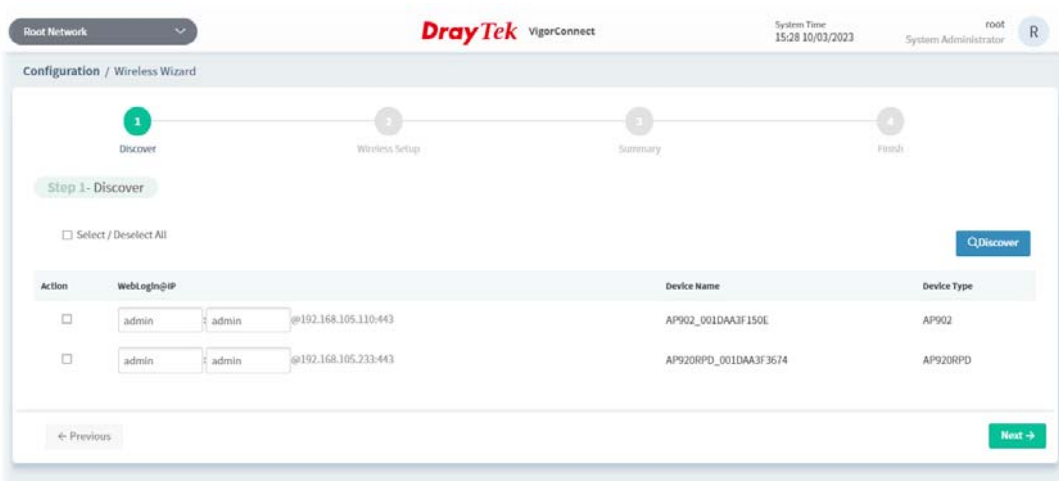 Root Network
DrayTek VigorConnect
System Time
15:28 10/03/2023
root
System Administrator
R
Configuration / Wireless Wizard
1
2
3
4
Discover
Wireless Setup
Summary
Finish
Step 1- Discover
Select / Deselect All
Discover
Action WebLogin@IP Device Name Device Type
admin : admin @192.168.105.110:443 AP902_001DAA3F150E AP902
admin : admin @192.168.105.233:443 AP920RPD_001DAA3F3674 AP920RPD
← Previous
Next →